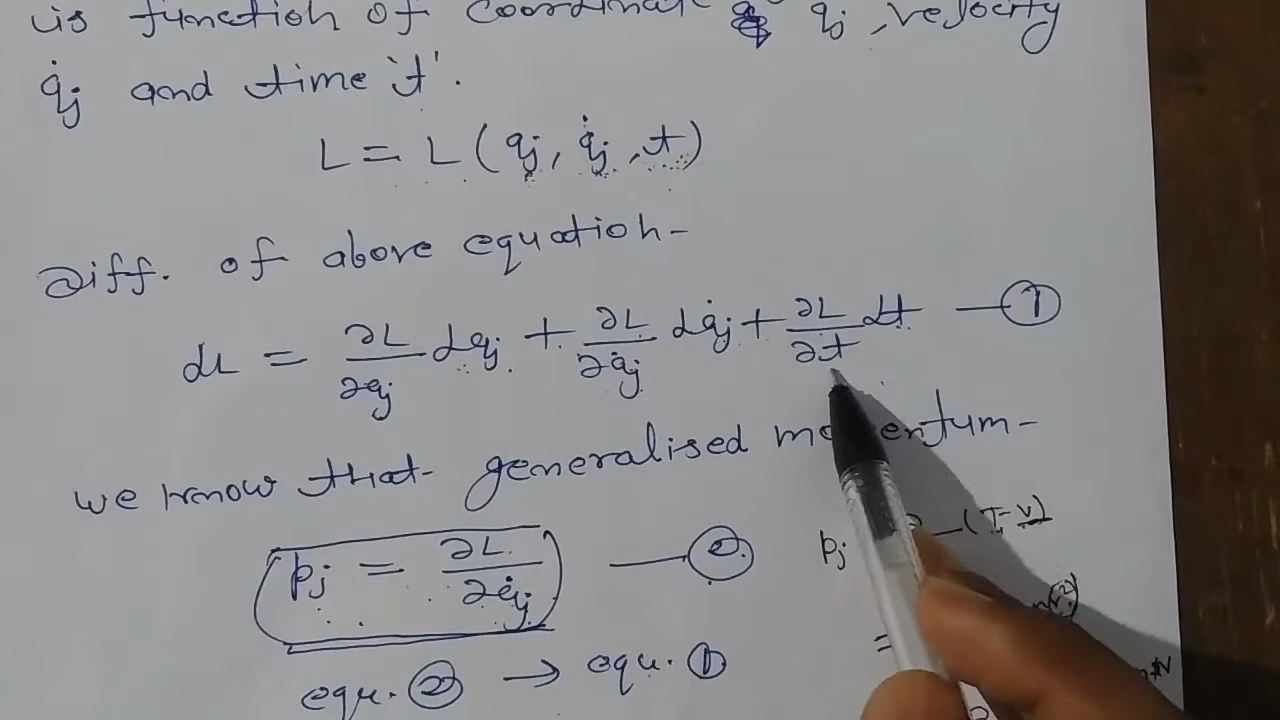 is function of coordinate qj, velocity
q̇j and time 't'.
L = L ( qj, q̇j, t)
Diff. of above equation-
dL = ∂L/∂qj dqj + ∂L/∂q̇j dq̇j + ∂L/∂t dt — ①
we know that generalised momentum-
pj = ∂L/∂q̇j — ②
pj (T-V)
equ. ② → equ. ①
=